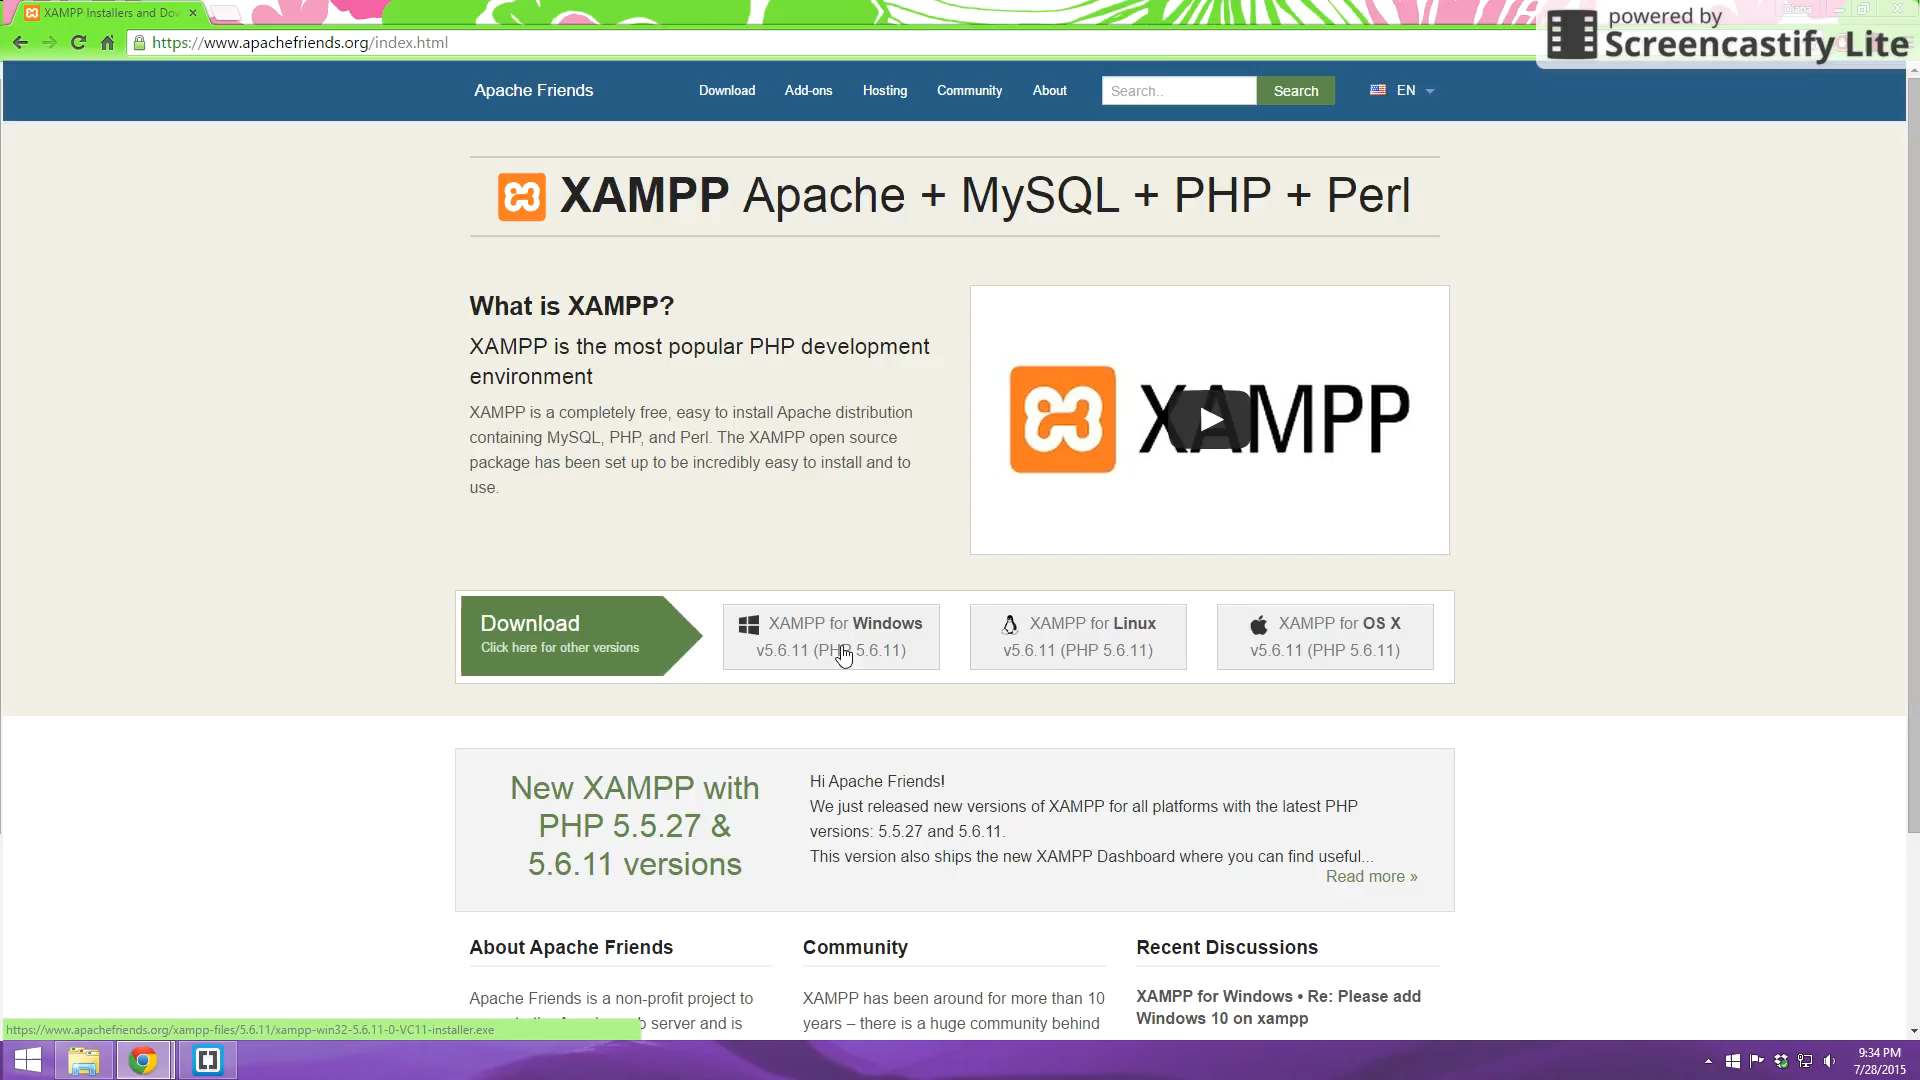 XAMPP Installers and Dow
Diana
powered by
Screencastify Lite
https://www.apachefriends.org/index.html
Apache Friends
Download
Add-ons
Hosting
Community
About
Search..
Search
EN
XAMPP Apache + MySQL + PHP + Perl
What is XAMPP?
XAMPP is the most popular PHP development
environment
XAMPP is a completely free, easy to install Apache distribution
containing MySQL, PHP, and Perl. The XAMPP open source
package has been set up to be incredibly easy to install and to
use.
XAMPP
Download
Click here for other versions
XAMPP for Windows
v5.6.11 (PHP 5.6.11)
XAMPP for Linux
v5.6.11 (PHP 5.6.11)
XAMPP for OS X
v5.6.11 (PHP 5.6.11)
New XAMPP with
PHP 5.5.27 &
5.6.11 versions
Hi Apache Friends!
We just released new versions of XAMPP for all platforms with the latest PHP
versions: 5.5.27 and 5.6.11.
This version also ships the new XAMPP Dashboard where you can find useful...
Read more »
About Apache Friends
Apache Friends is a non-profit project to
server and is
Community
XAMPP has been around for more than 10
years – there is a huge community behind
Recent Discussions
XAMPP for Windows • Re: Please add
Windows 10 on xampp
https://www.apachefriends.org/xampp-files/5.6.11/xampp-win32-5.6.11-0-VC11-installer.exe
9:34 PM
7/28/2015